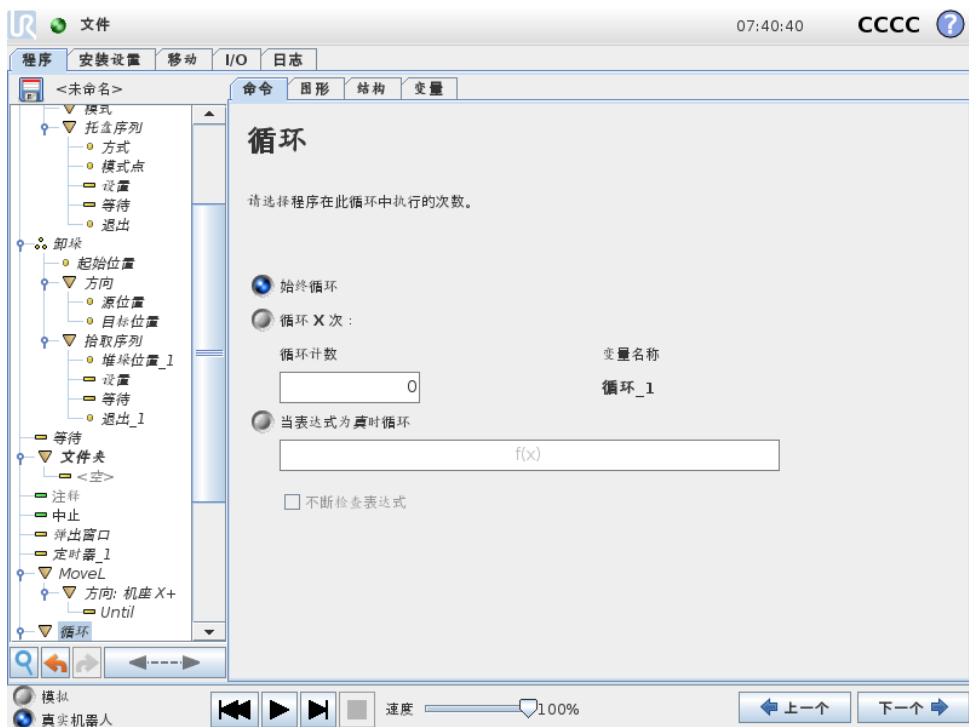 UR 文件 07:40:40 CCCC ?
程序 安装设置 移动 I/O 日志
<未命名>
命令 图形 结构 变量
模式
托盘序列
方式
模式点
设置
等待
退出
卸垛
起始位置
方向
源位置
目标位置
拾取序列
堆垛位置_1
设置
等待
退出_1
等待
文件夹
<空>
注释
中止
弹出窗口
定时器_1
MoveL
方向: 机座 X+
Until
循环
循环
请选择程序在此循环中执行的次数。
始终循环
循环 X 次：
循环计数 变量名称
0 循环_1
当表达式为真时循环
f(x)
不断检查表达式
模拟
真实机器人
速度 100%
上一个 下一个